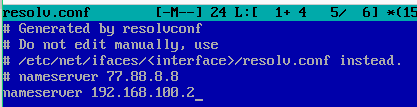 resolv.conf [-M--] 24 L:[ 1+ 4 5/ 6] *(15
# Generated by resolvconf
# Do not edit manually, use
# /etc/net/ifaces/<interface>/resolv.conf instead.
# nameserver 77.88.8.8
nameserver 192.168.100.2_